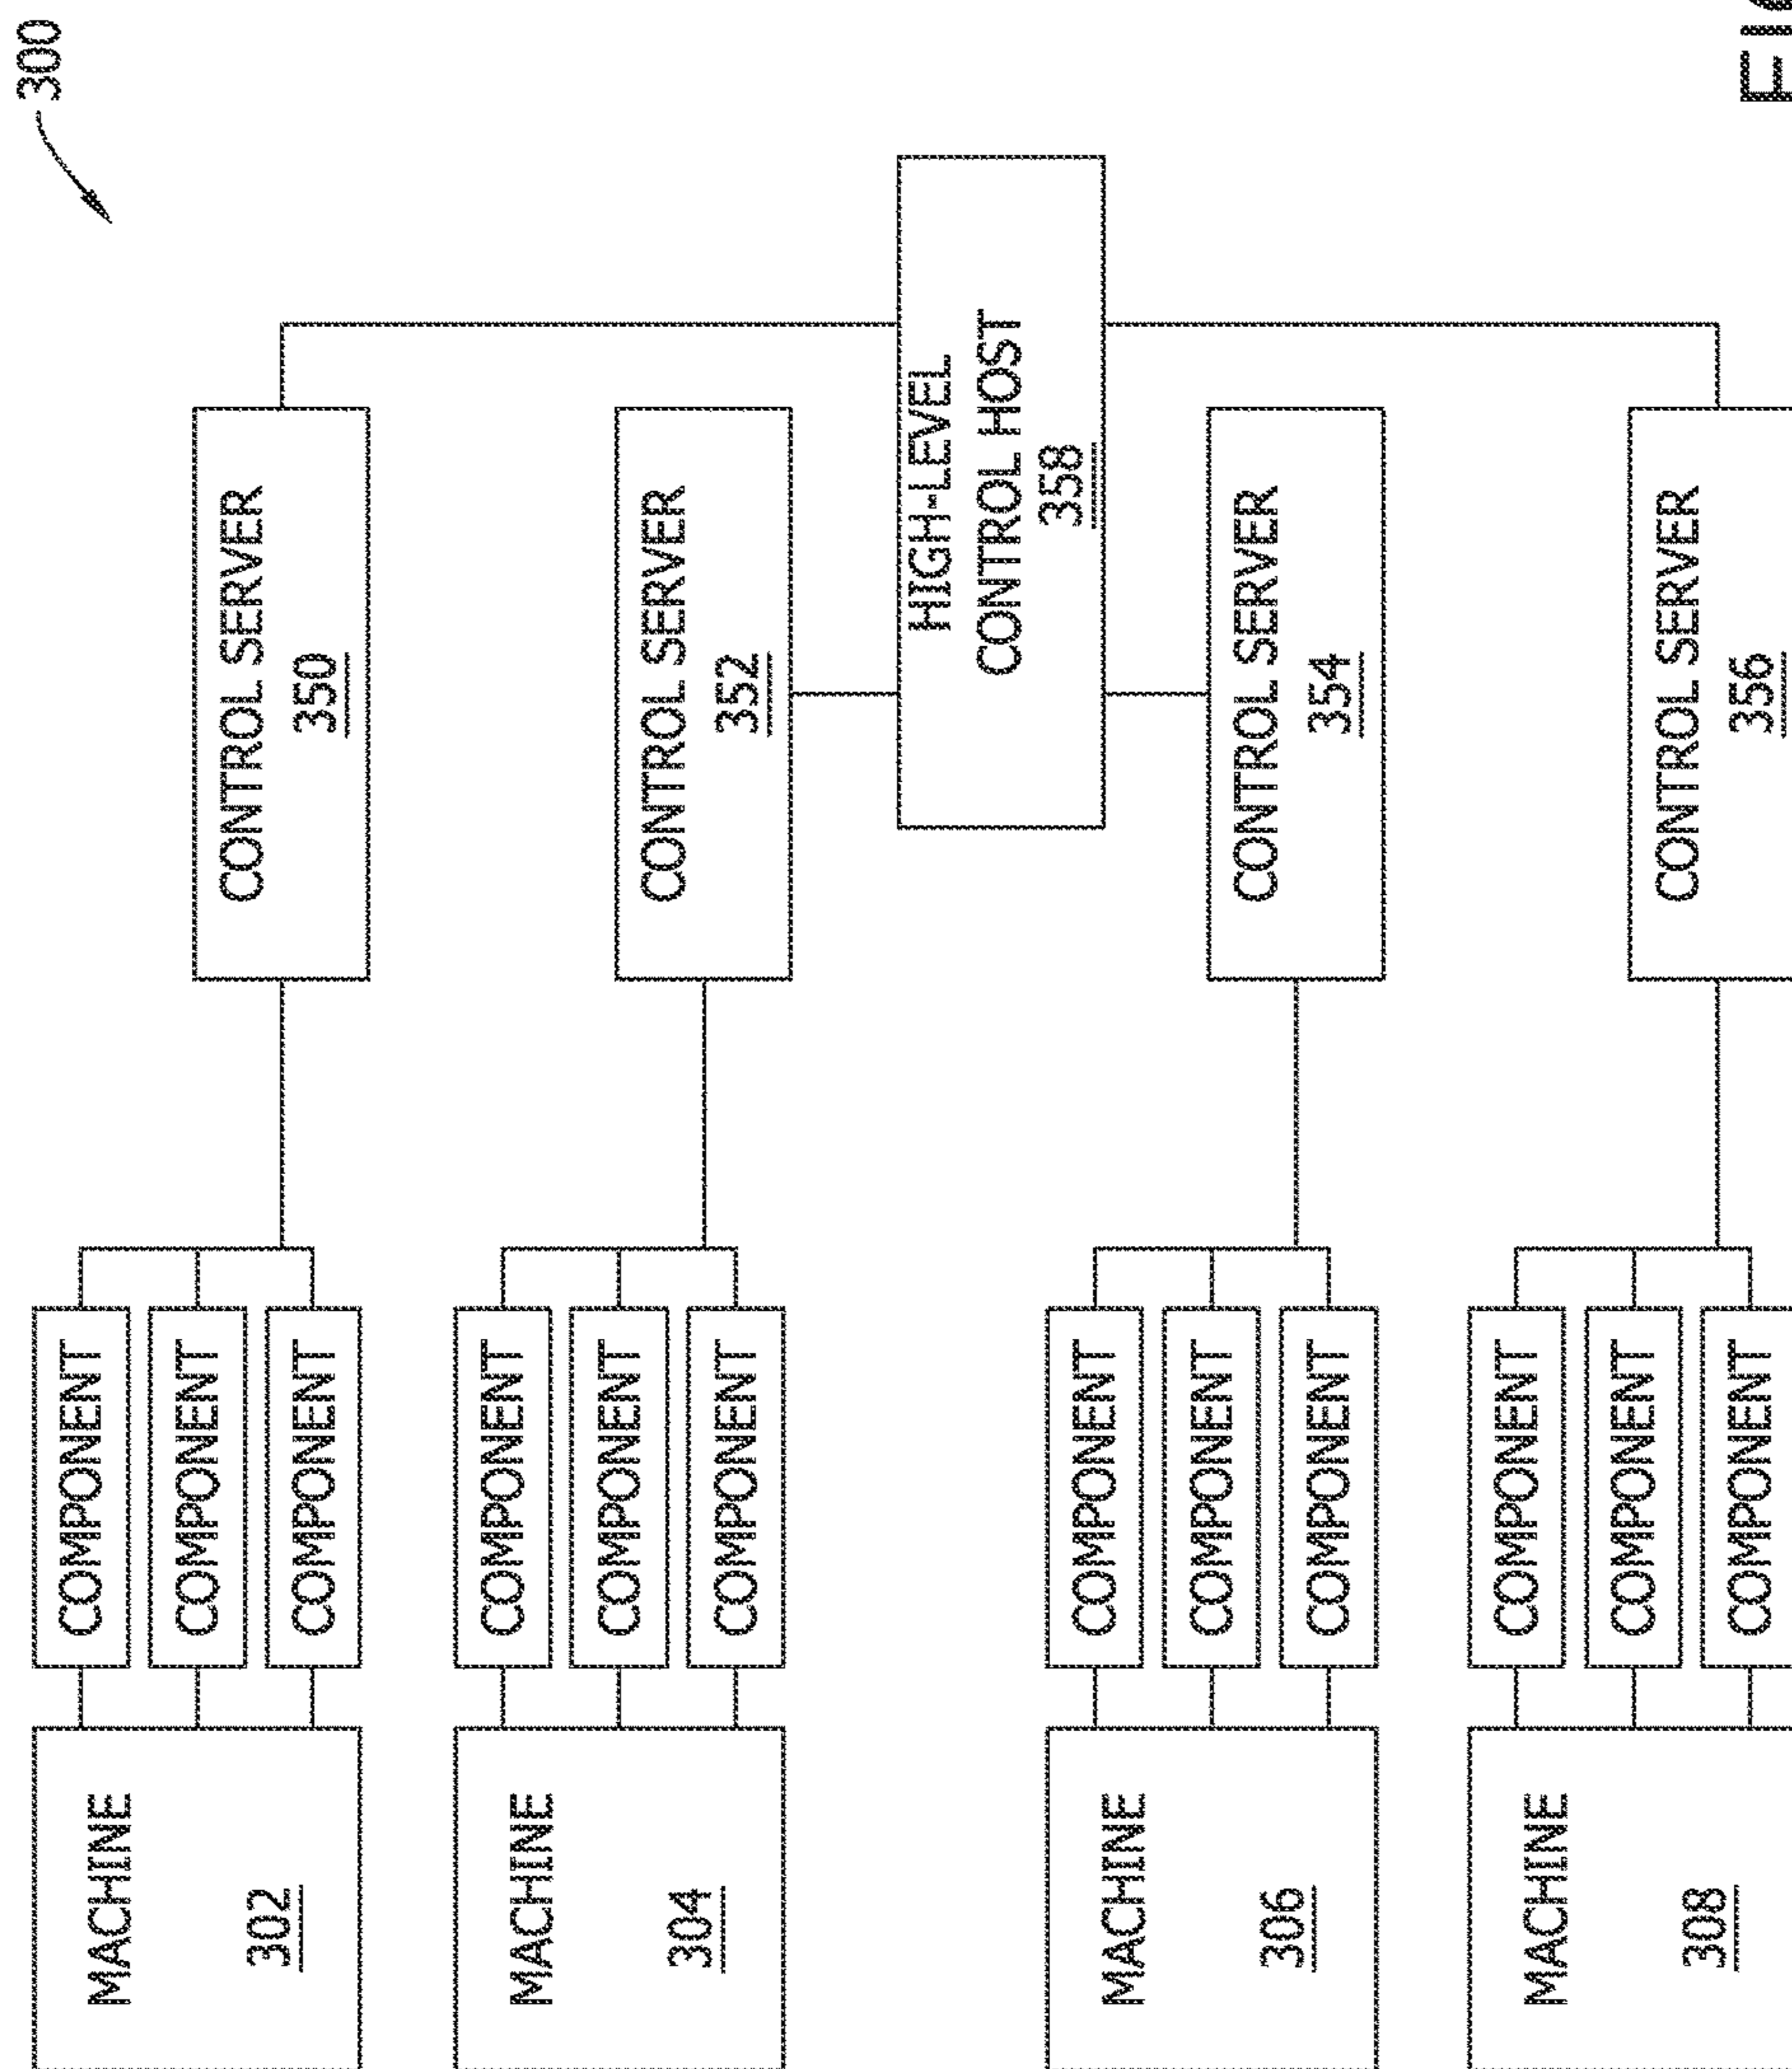 300
COMPONENT
MACHINE
COMPONENT
CONTROL SERVER
302
COMPONENT
350
COMPONENT
MACHINE
COMPONENT
CONTROL SERVER
304
COMPONENT
352
HIGH-LEVEL
CONTROL HOST
358
COMPONENT
MACHINE
COMPONENT
CONTROL SERVER
306
COMPONENT
354
COMPONENT
MACHINE
COMPONENT
CONTROL SERVER
308
COMPONENT
356